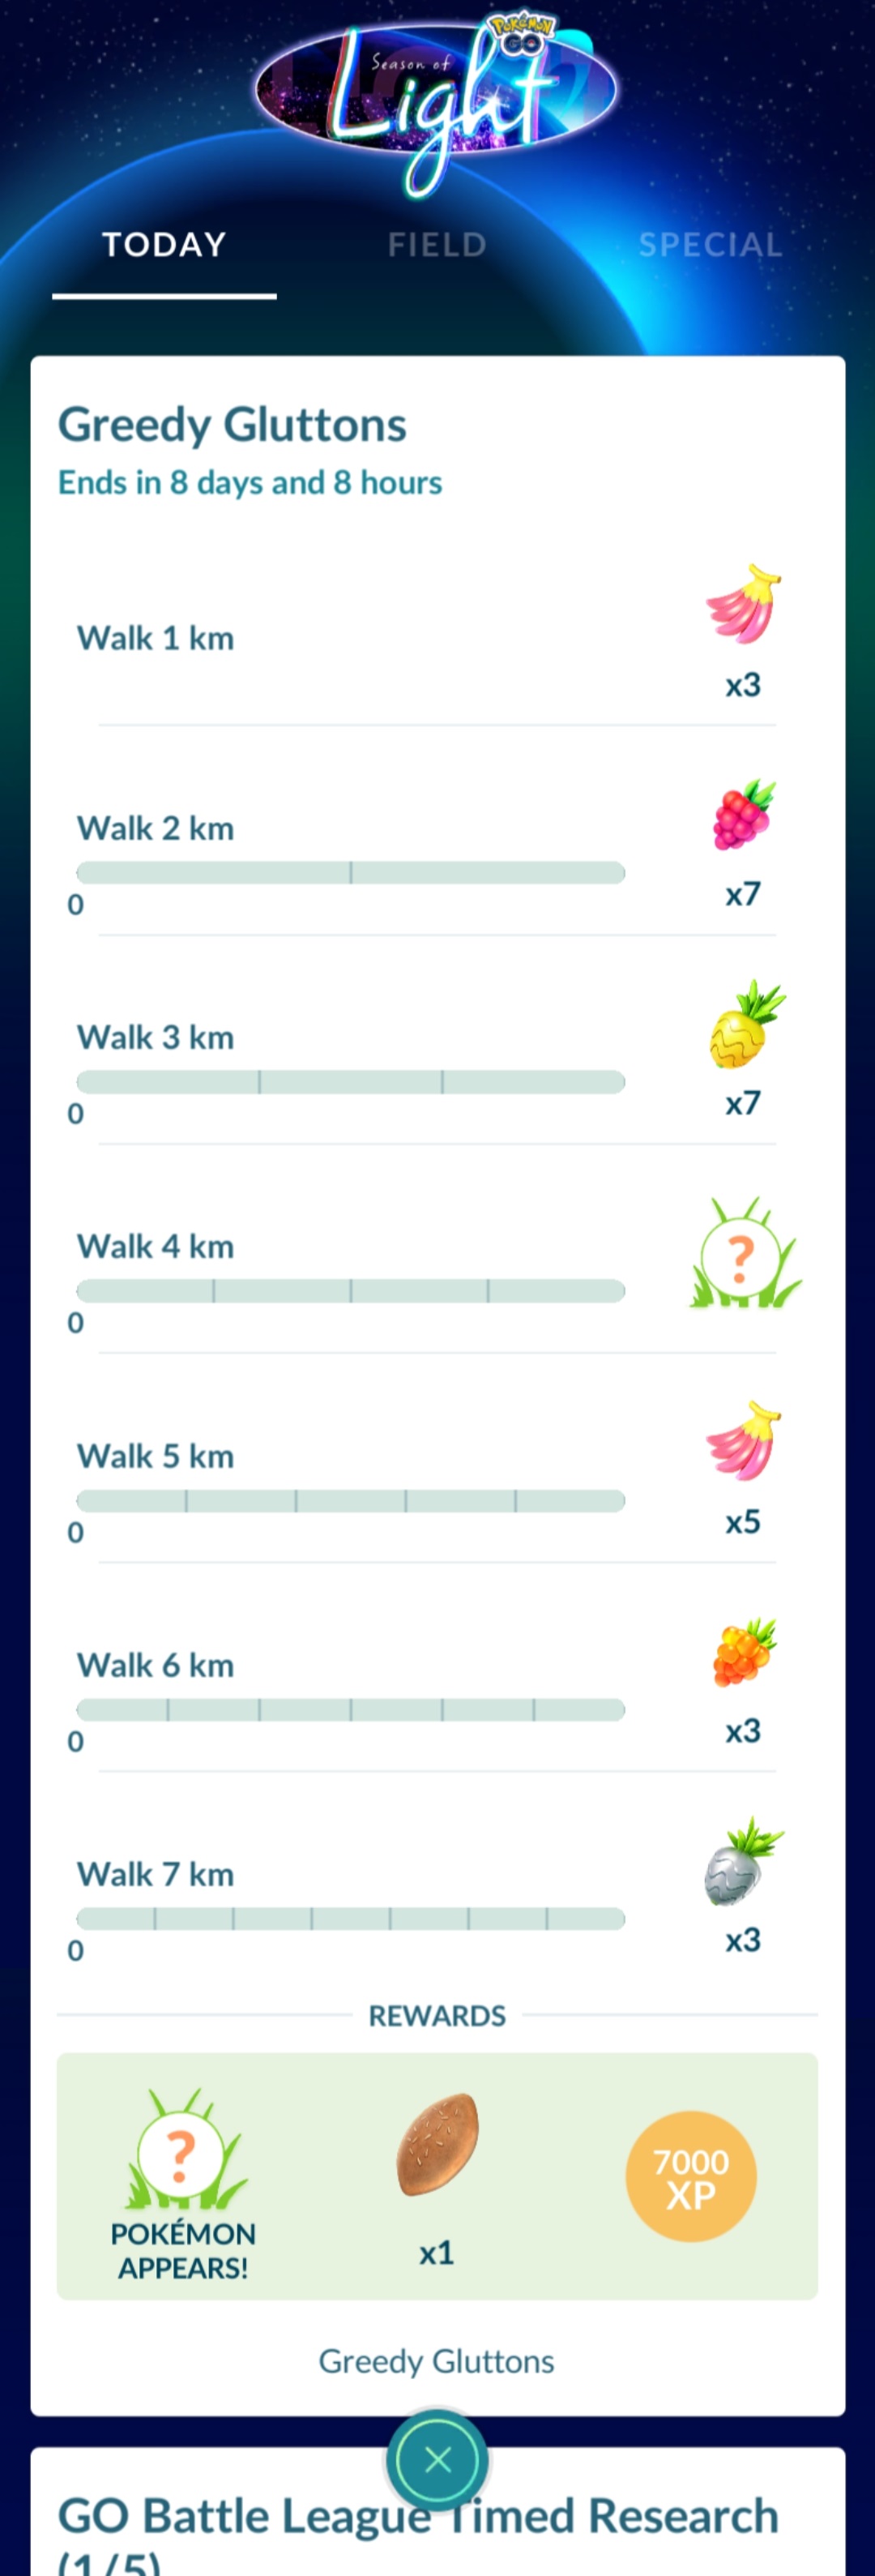 POKÉMON
GO
Season of
Light
TODAY FIELD SPECIAL
Greedy Gluttons
Ends in 8 days and 8 hours
Walk 1 km
x3
Walk 2 km
0
x7
Walk 3 km
0
x7
Walk 4 km
0
?
Walk 5 km
0
x5
Walk 6 km
0
x3
Walk 7 km
0
x3
REWARDS
?
POKÉMON
APPEARS!
x1
7000
XP
Greedy Gluttons
GO Battle League Timed Research
(1/5)